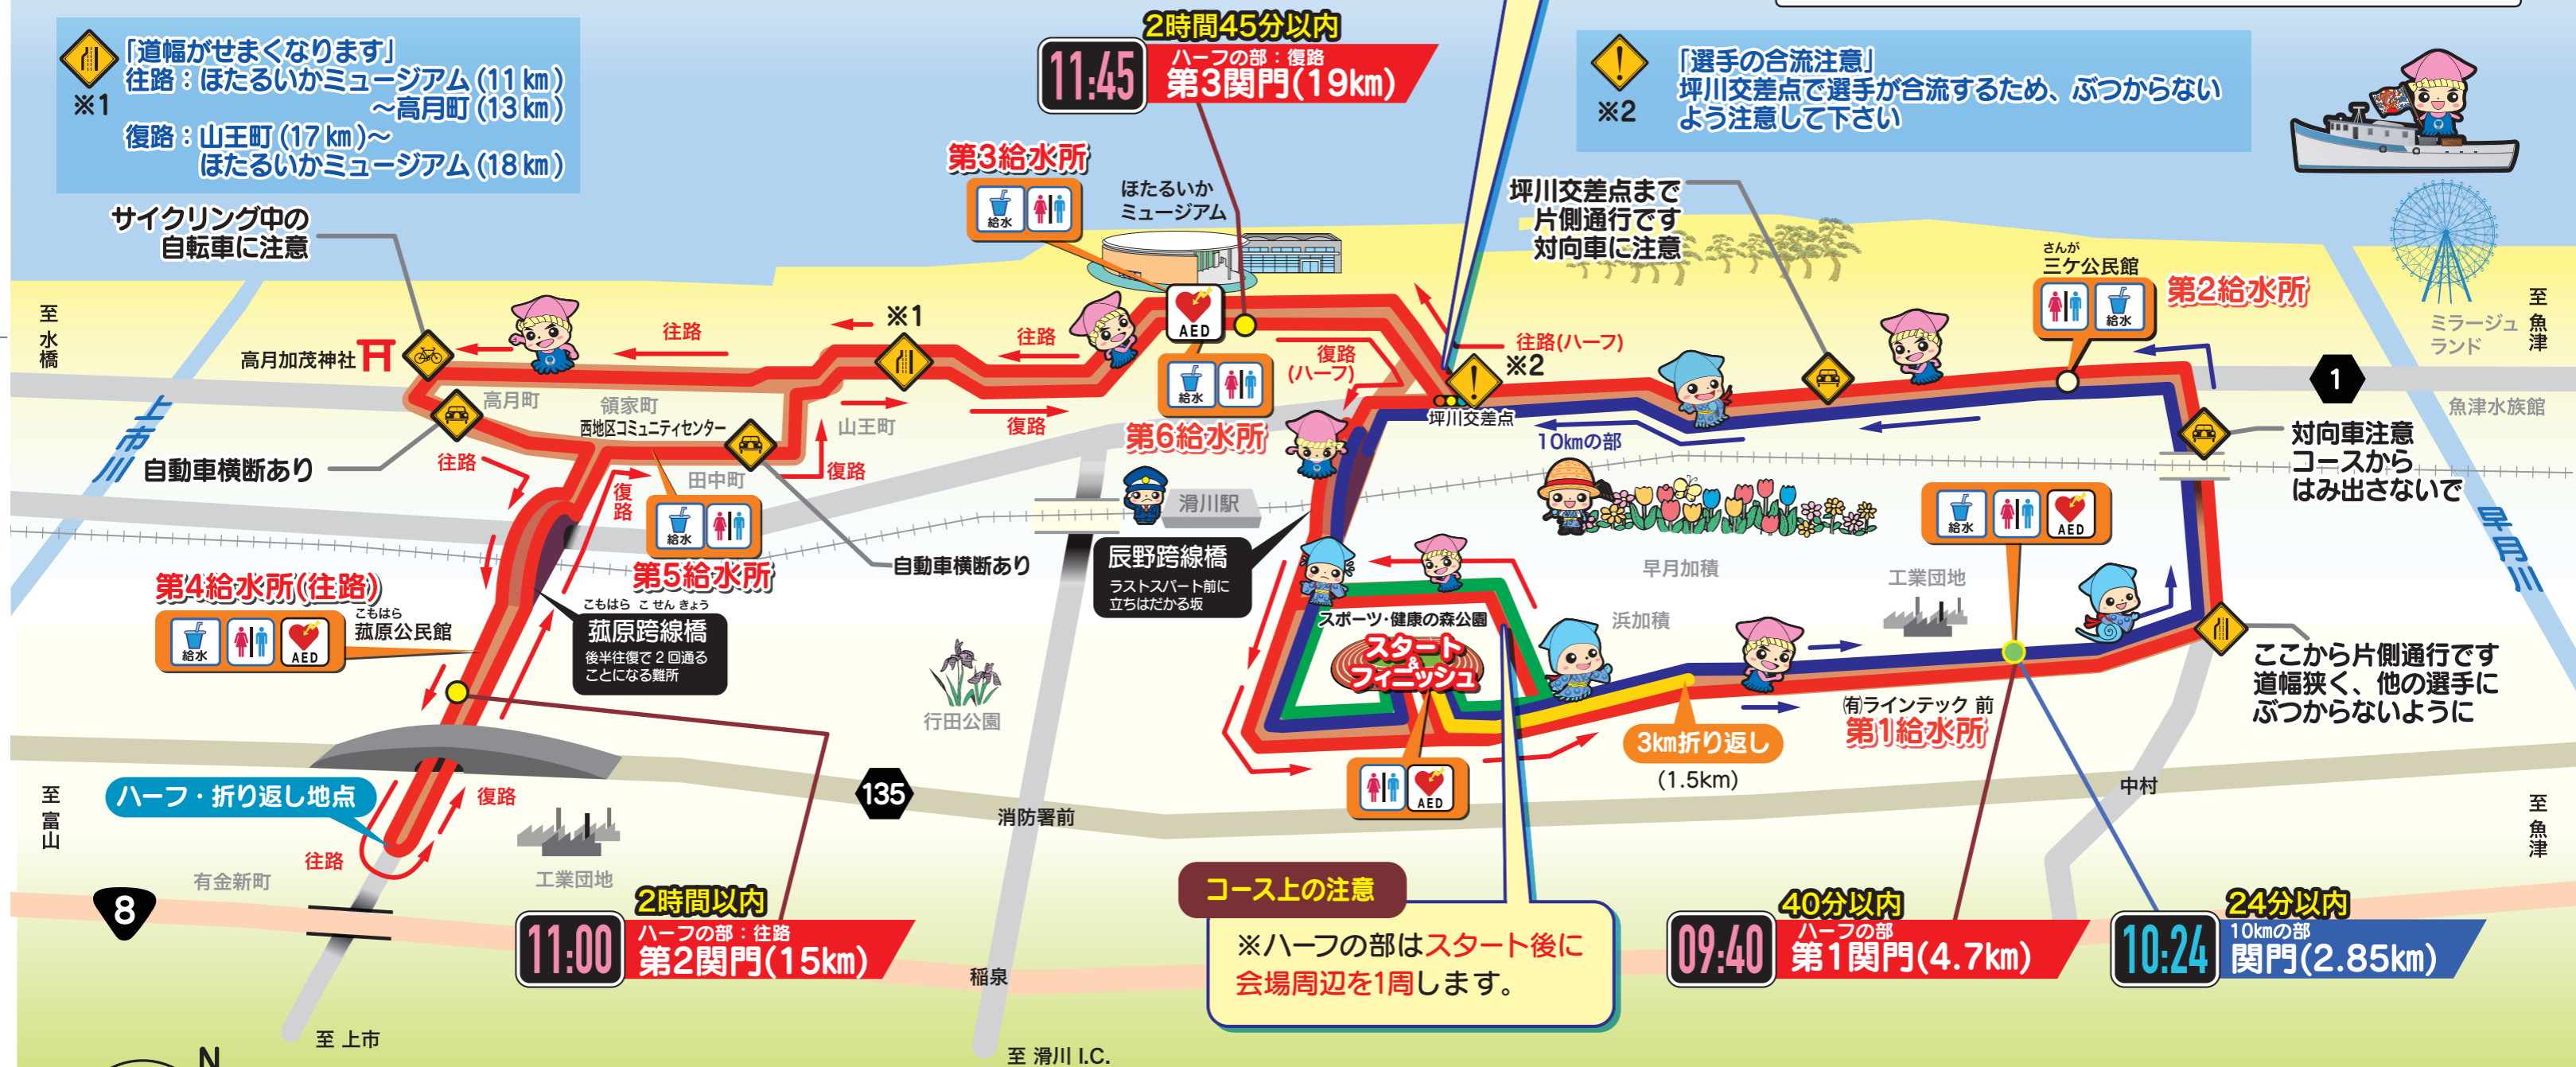 「道幅がせまくなります」
往路：ほたるいかミュージアム(11km)
～高月町(13km)
復路：山王町(17km)～
ほたるいかミュージアム(18km)
※1
2時間45分以内
11:45
ハーフの部：復路
第3関門(19km)
「選手の合流注意」
坪川交差点で選手が合流するため、ぶつからない
よう注意して下さい
※2
サイクリング中の
自転車に注意
第3給水所
給水
ほたるいか
ミュージアム
坪川交差点まで
片側通行です
対向車に注意
さんが
三ケ公民館
給水
第2給水所
ミラージュ
ランド
至 魚津
至 水橋
高月加茂神社
往路
※1
往路
AED
復路
(ハーフ)
往路(ハーフ)
※2
1
魚津水族館
高月町
領家町
西地区コミュニティセンター
山王町
復路
給水
第6給水所
坪川交差点
10kmの部
対向車注意
コースから
はみ出さないで
上市川
自動車横断あり
往路
復路
田中町
復路
給水
第5給水所
自動車横断あり
滑川駅
辰野跨線橋
ラストスパート前に
立ちはだかる坂
給水
AED
早月川
早月加積
工業団地
浜加積
第4給水所(往路)
給水
AED
こもはら
菰原公民館
こもはら こ せん きょう
菰原跨線橋
後半往復で2回通る
ことになる難所
行田公園
スポーツ・健康の森公園
スタート
&
フィニッシュ
AED
3km折り返し
(1.5km)
㈲ラインテック 前
第1給水所
ここから片側通行です
道幅狭く、他の選手に
ぶつからないように
中村
至 富山
ハーフ・折り返し地点
復路
往路
有金新町
工業団地
135
消防署前
至 魚津
8
2時間以内
11:00
ハーフの部：往路
第2関門(15km)
稲泉
コース上の注意
※ハーフの部はスタート後に
会場周辺を1周します。
40分以内
09:40
ハーフの部
第1関門(4.7km)
24分以内
10:24
10kmの部
関門(2.85km)
至 上市
至 滑川 I.C.
N